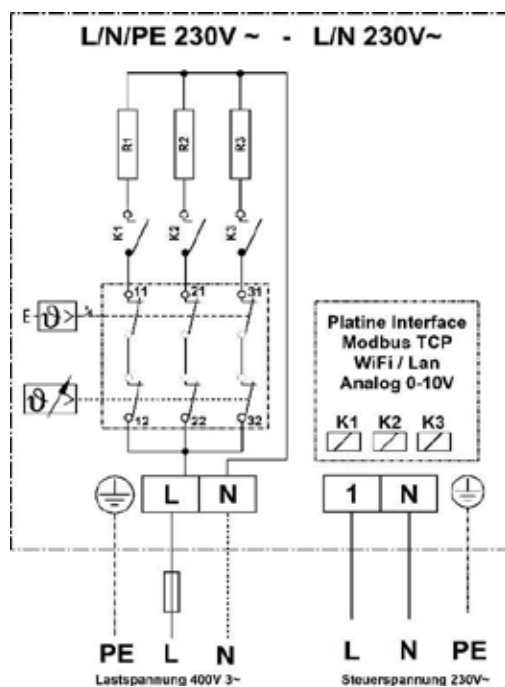 L/N/PE 230V ~ - L/N 230V~
R1 R2 R3
K1 K2 K3
11 21 31
E ϑ >
ϑ >
12 22 32
Platine Interface
Modbus TCP
WiFi / Lan
Analog 0-10V
K1 K2 K3
L N
1 N
PE L N
L N PE
Lastspannung 400V 3~
Steuerspannung 230V~